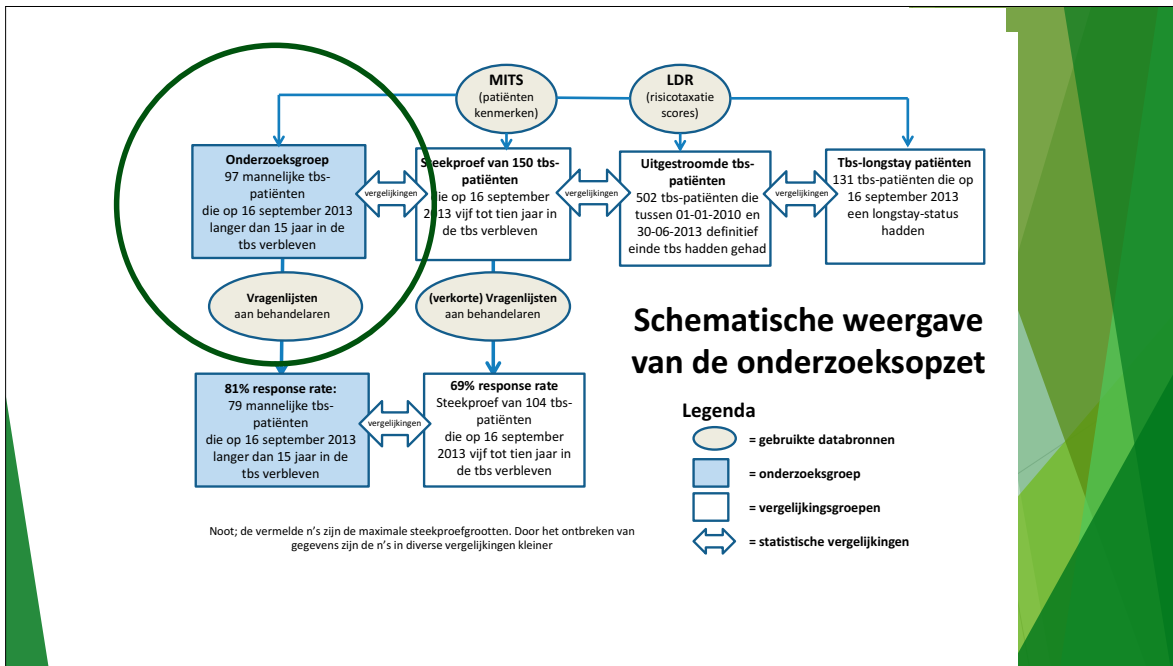 MITS
(patiënten
kenmerken)
LDR
(risicotaxatie
scores)
Onderzoeksgroep
97 mannelijke tbs-
patiënten
die op 16 september 2013
langer dan 15 jaar in de
tbs verbleven
vergelijkingen
Steekproef van 150 tbs-
patiënten
die op 16 september
2013 vijf tot tien jaar in
de tbs verbleven
vergelijkingen
Uitgestroomde tbs-
patiënten
502 tbs-patiënten die
tussen 01-01-2010 en
30-06-2013 definitief
einde tbs hadden gehad
vergelijkingen
Tbs-longstay patiënten
131 tbs-patiënten die op
16 september 2013
een longstay-status
hadden
Vragenlijsten
aan behandelaren
(verkorte) Vragenlijsten
aan behandelaren
Schematische weergave
van de onderzoeksopzet
81% response rate:
79 mannelijke tbs-
patiënten
die op 16 september 2013
langer dan 15 jaar in de
tbs verbleven
vergelijkingen
69% response rate
Steekproef van 104 tbs-
patiënten
die op 16 september
2013 vijf tot tien jaar in
de tbs verbleven
Legenda
= gebruikte databronnen
= onderzoeksgroep
= vergelijkingsgroepen
= statistische vergelijkingen
Noot; de vermelde n's zijn de maximale steekproefgrootten. Door het ontbreken van
gegevens zijn de n's in diverse vergelijkingen kleiner